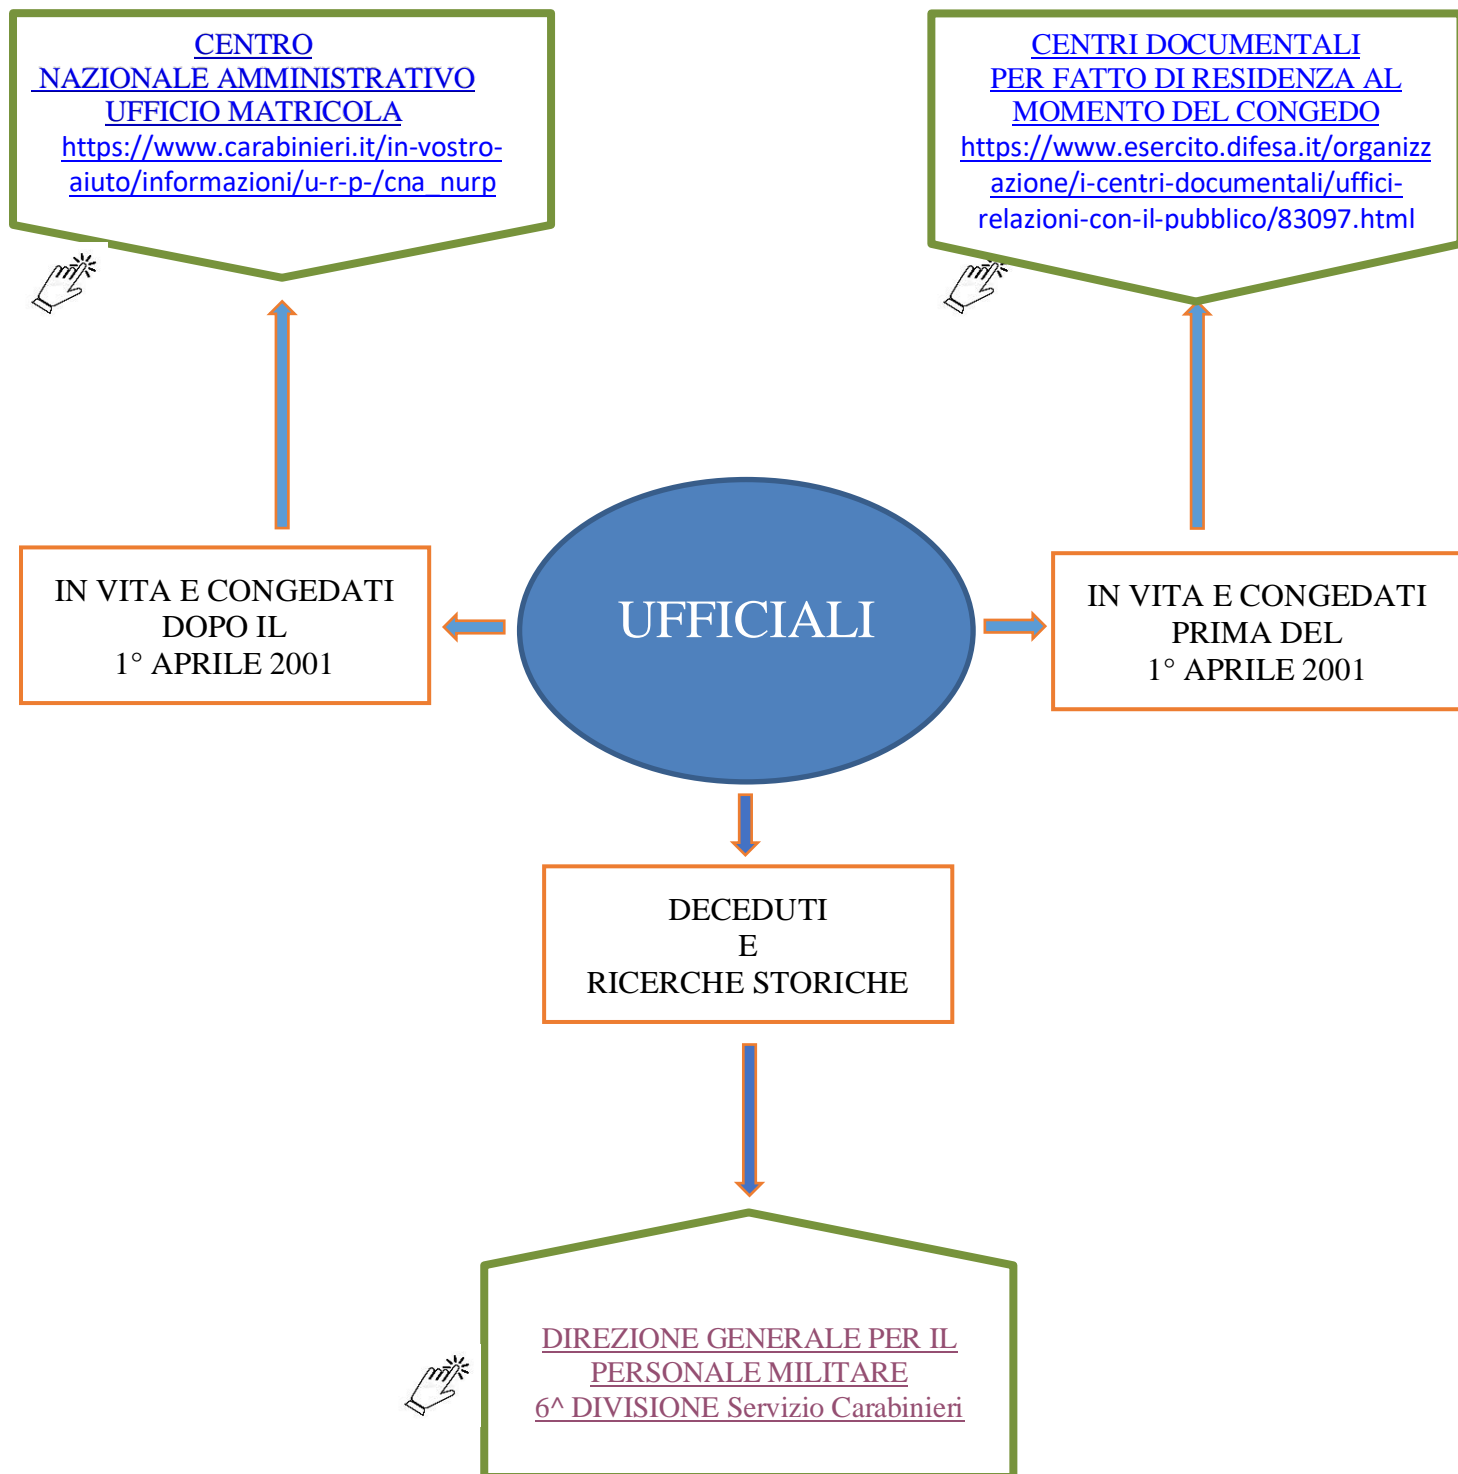 CENTRO
NAZIONALE AMMINISTRATIVO
UFFICIO MATRICOLA
https://www.carabinieri.it/in-vostro-
aiuto/informazioni/u-r-p-/cna_nurp
CENTRI DOCUMENTALI
PER FATTO DI RESIDENZA AL
MOMENTO DEL CONGEDO
https://www.esercito.difesa.it/organizz
azione/i-centri-documentali/uffici-
relazioni-con-il-pubblico/83097.html
IN VITA E CONGEDATI
DOPO IL
1° APRILE 2001
UFFICIALI
IN VITA E CONGEDATI
PRIMA DEL
1° APRILE 2001
DECEDUTI
E
RICERCHE STORICHE
DIREZIONE GENERALE PER IL
PERSONALE MILITARE
6^ DIVISIONE Servizio Carabinieri